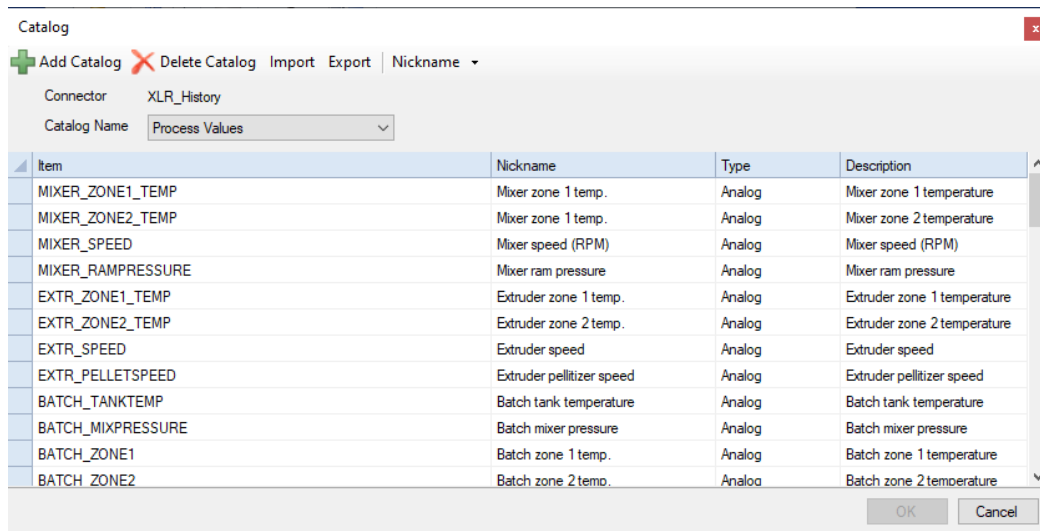 Catalog
x
Add Catalog Delete Catalog Import Export Nickname
Connector XLR_History
Catalog Name Process Values
Item Nickname Type Description
MIXER_ZONE1_TEMP Mixer zone 1 temp. Analog Mixer zone 1 temperature
MIXER_ZONE2_TEMP Mixer zone 1 temp. Analog Mixer zone 2 temperature
MIXER_SPEED Mixer speed (RPM) Analog Mixer speed (RPM)
MIXER_RAMPRESSURE Mixer ram pressure Analog Mixer ram pressure
EXTR_ZONE1_TEMP Extruder zone 1 temp. Analog Extruder zone 1 temperature
EXTR_ZONE2_TEMP Extruder zone 2 temp. Analog Extruder zone 2 temperature
EXTR_SPEED Extruder speed Analog Extruder speed
EXTR_PELLETSPEED Extruder pellitizer speed Analog Extruder pellitizer speed
BATCH_TANKTEMP Batch tank temperature Analog Batch tank temperature
BATCH_MIXPRESSURE Batch mixer pressure Analog Batch mixer pressure
BATCH_ZONE1 Batch zone 1 temp. Analog Batch zone 1 temperature
BATCH_ZONE2 Batch zone 2 temp. Analog Batch zone 2 temperature
OK Cancel